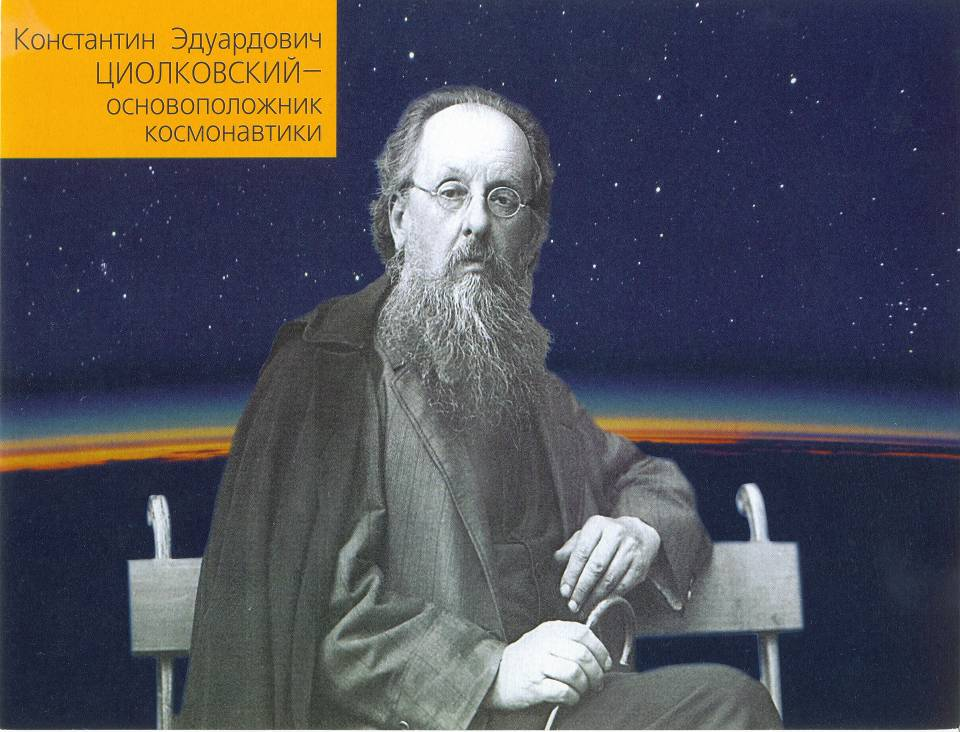 Константин Эдуардович
ЦИОЛКОВСКИЙ–
основоположник
космонавтики